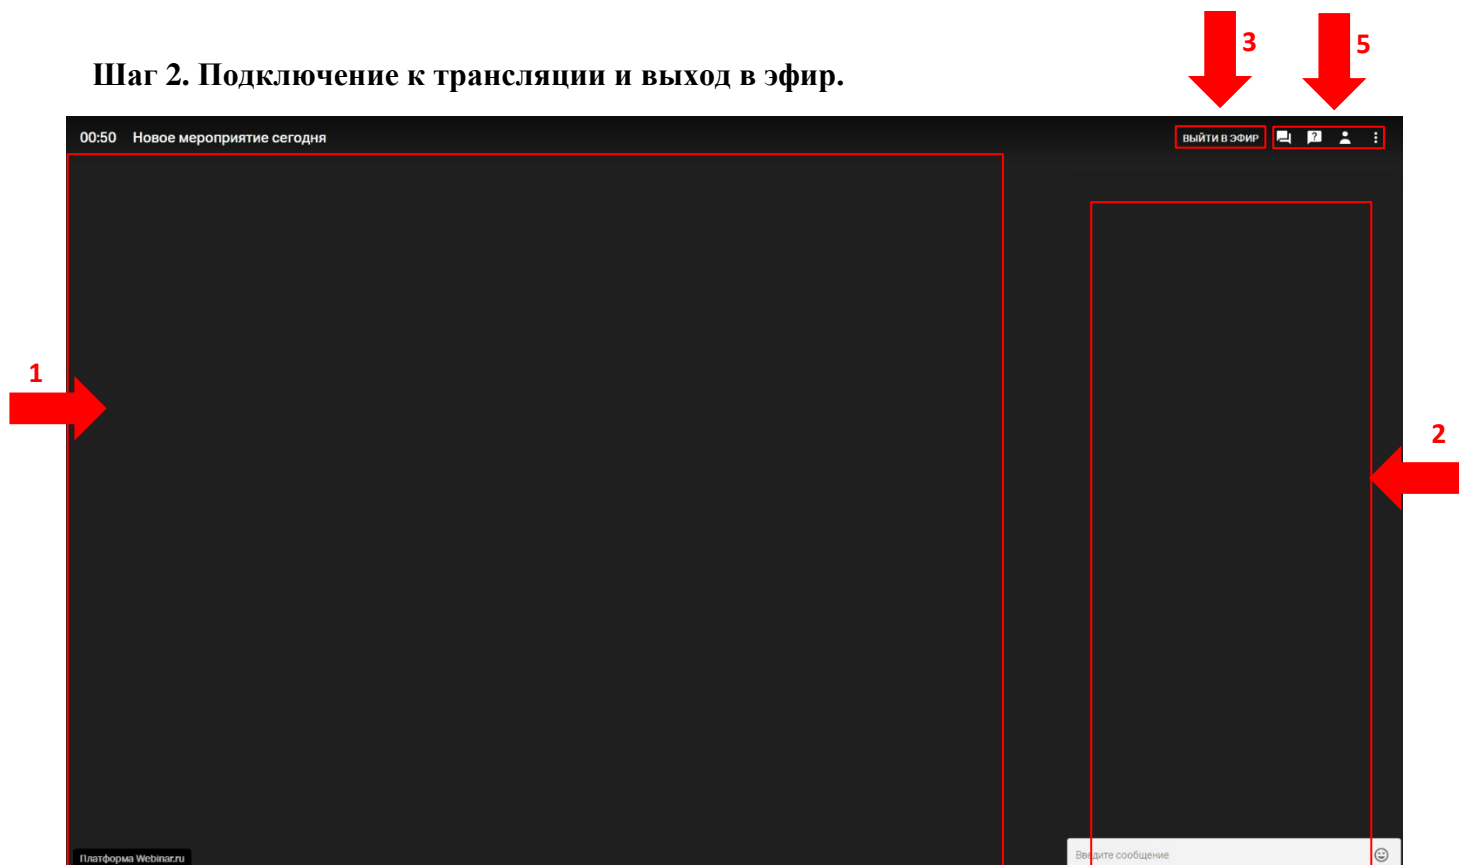 3
5
Шаг 2. Подключение к трансляции и выход в эфир.
00:50 Новое мероприятие сегодня
ВЫЙТИ В ЭФИР
?
1
2
Платформа Webinar.ru
Введите сообщение